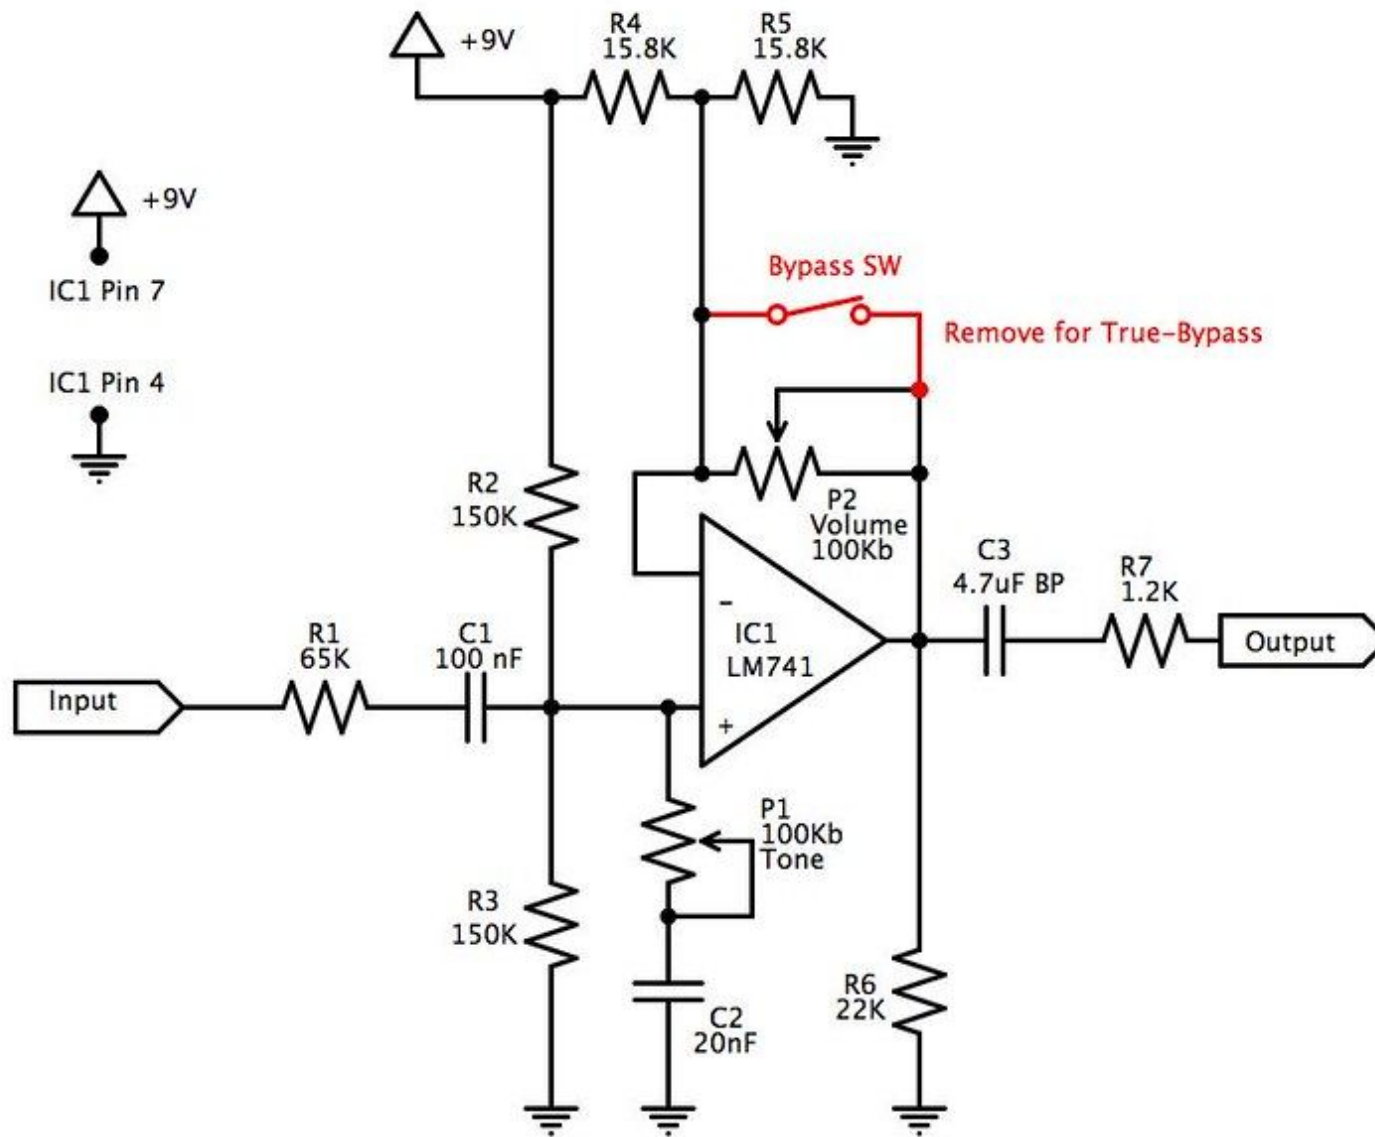 +9V
R4
15.8K
R5
15.8K
+9V
IC1 Pin 7
Bypass SW
Remove for True-Bypass
IC1 Pin 4
R2
150K
P2
Volume
100Kb
C3
4.7uF BP
R7
1.2K
-
IC1
LM741
+
Output
R1
65K
C1
100 nF
Input
P1
100Kb
Tone
R3
150K
C2
20nF
R6
22K